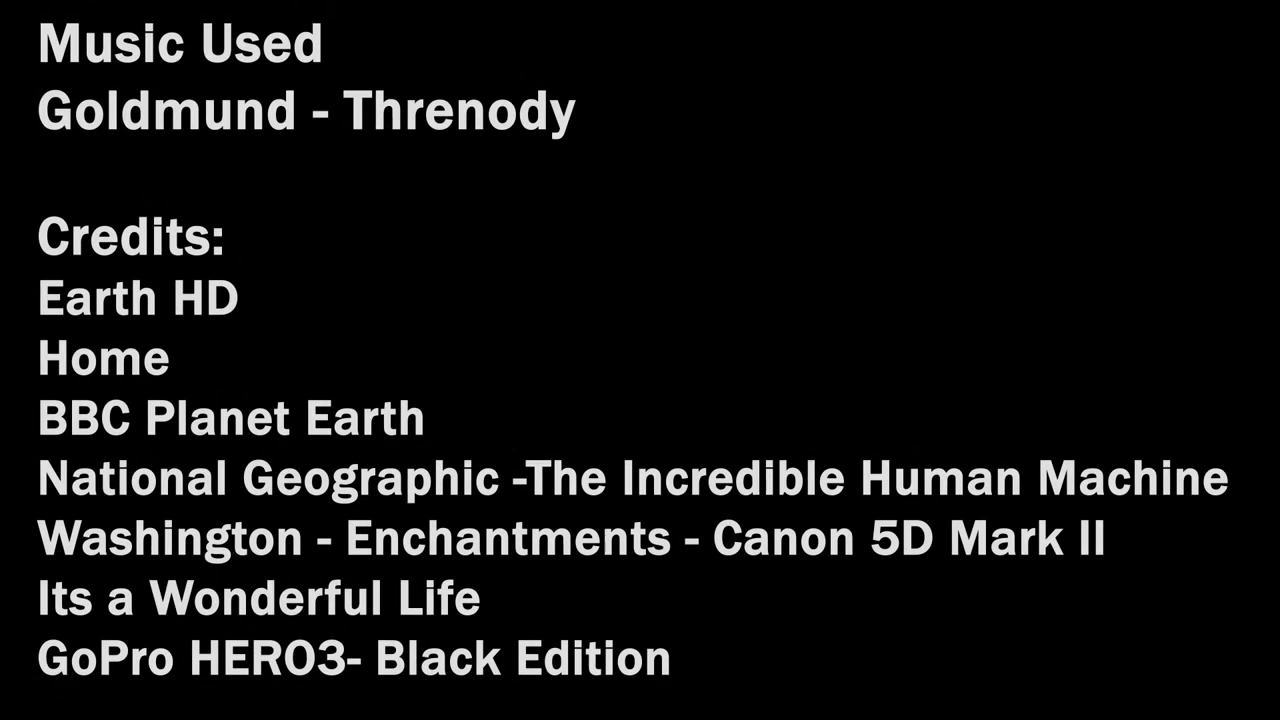 Music Used
Goldmund - Threnody
Credits:
Earth HD
Home
BBC Planet Earth
National Geographic -The Incredible Human Machine
Washington - Enchantments - Canon 5D Mark II
Its a Wonderful Life
GoPro HERO3- Black Edition